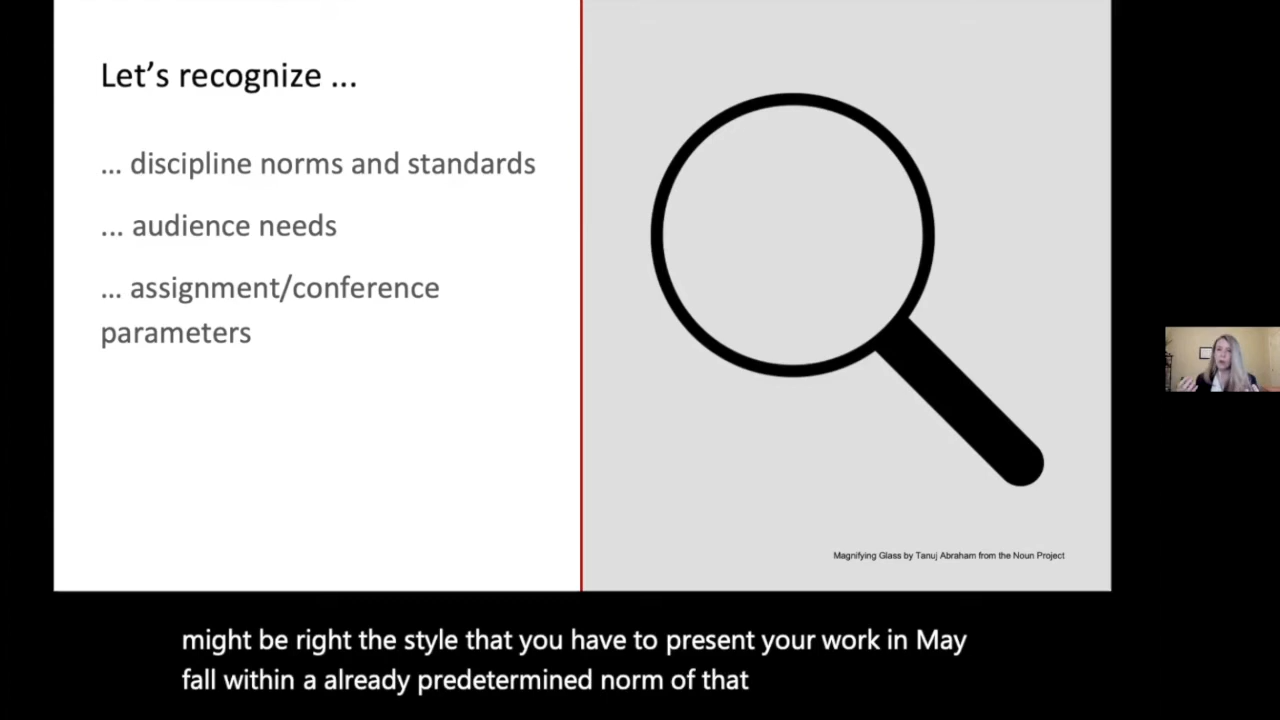 Let’s recognize ...
... discipline norms and standards
... audience needs
... assignment/conference
parameters
Magnifying Glass by Tanuj Abraham from the Noun Project
might be right the style that you have to present your work in May
fall within a already predetermined norm of that